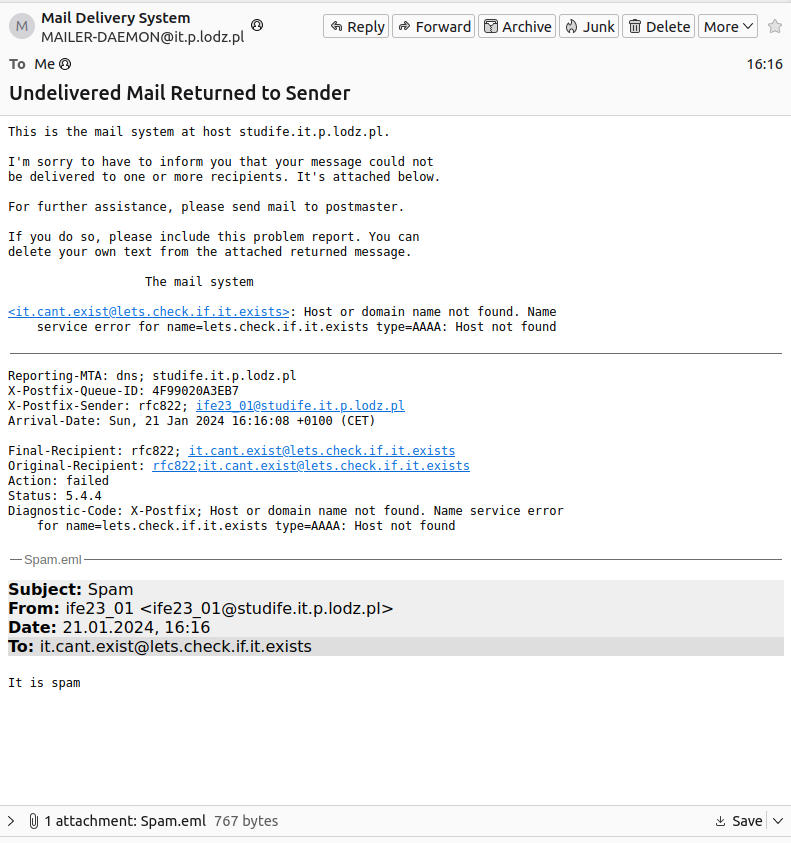 M
Mail Delivery System
MAILER-DAEMON@it.p.lodz.pl
Reply
Forward
Archive
Junk
Delete
More
To Me
16:16
Undelivered Mail Returned to Sender
This is the mail system at host studife.it.p.lodz.pl.
I'm sorry to have to inform you that your message could not
be delivered to one or more recipients. It's attached below.
For further assistance, please send mail to postmaster.
If you do so, please include this problem report. You can
delete your own text from the attached returned message.
The mail system
<it.cant.exist@lets.check.if.it.exists>: Host or domain name not found. Name
service error for name=lets.check.if.it.exists type=AAAA: Host not found
Reporting-MTA: dns; studife.it.p.lodz.pl
X-Postfix-Queue-ID: 4F99020A3EB7
X-Postfix-Sender: rfc822; ife23_01@studife.it.p.lodz.pl
Arrival-Date: Sun, 21 Jan 2024 16:16:08 +0100 (CET)
Final-Recipient: rfc822; it.cant.exist@lets.check.if.it.exists
Original-Recipient: rfc822;it.cant.exist@lets.check.if.it.exists
Action: failed
Status: 5.4.4
Diagnostic-Code: X-Postfix; Host or domain name not found. Name service error
for name=lets.check.if.it.exists type=AAAA: Host not found
Spam.eml
Subject: Spam
From: ife23_01 <ife23_01@studife.it.p.lodz.pl>
Date: 21.01.2024, 16:16
To: it.cant.exist@lets.check.if.it.exists
It is spam
1 attachment: Spam.eml 767 bytes
Save